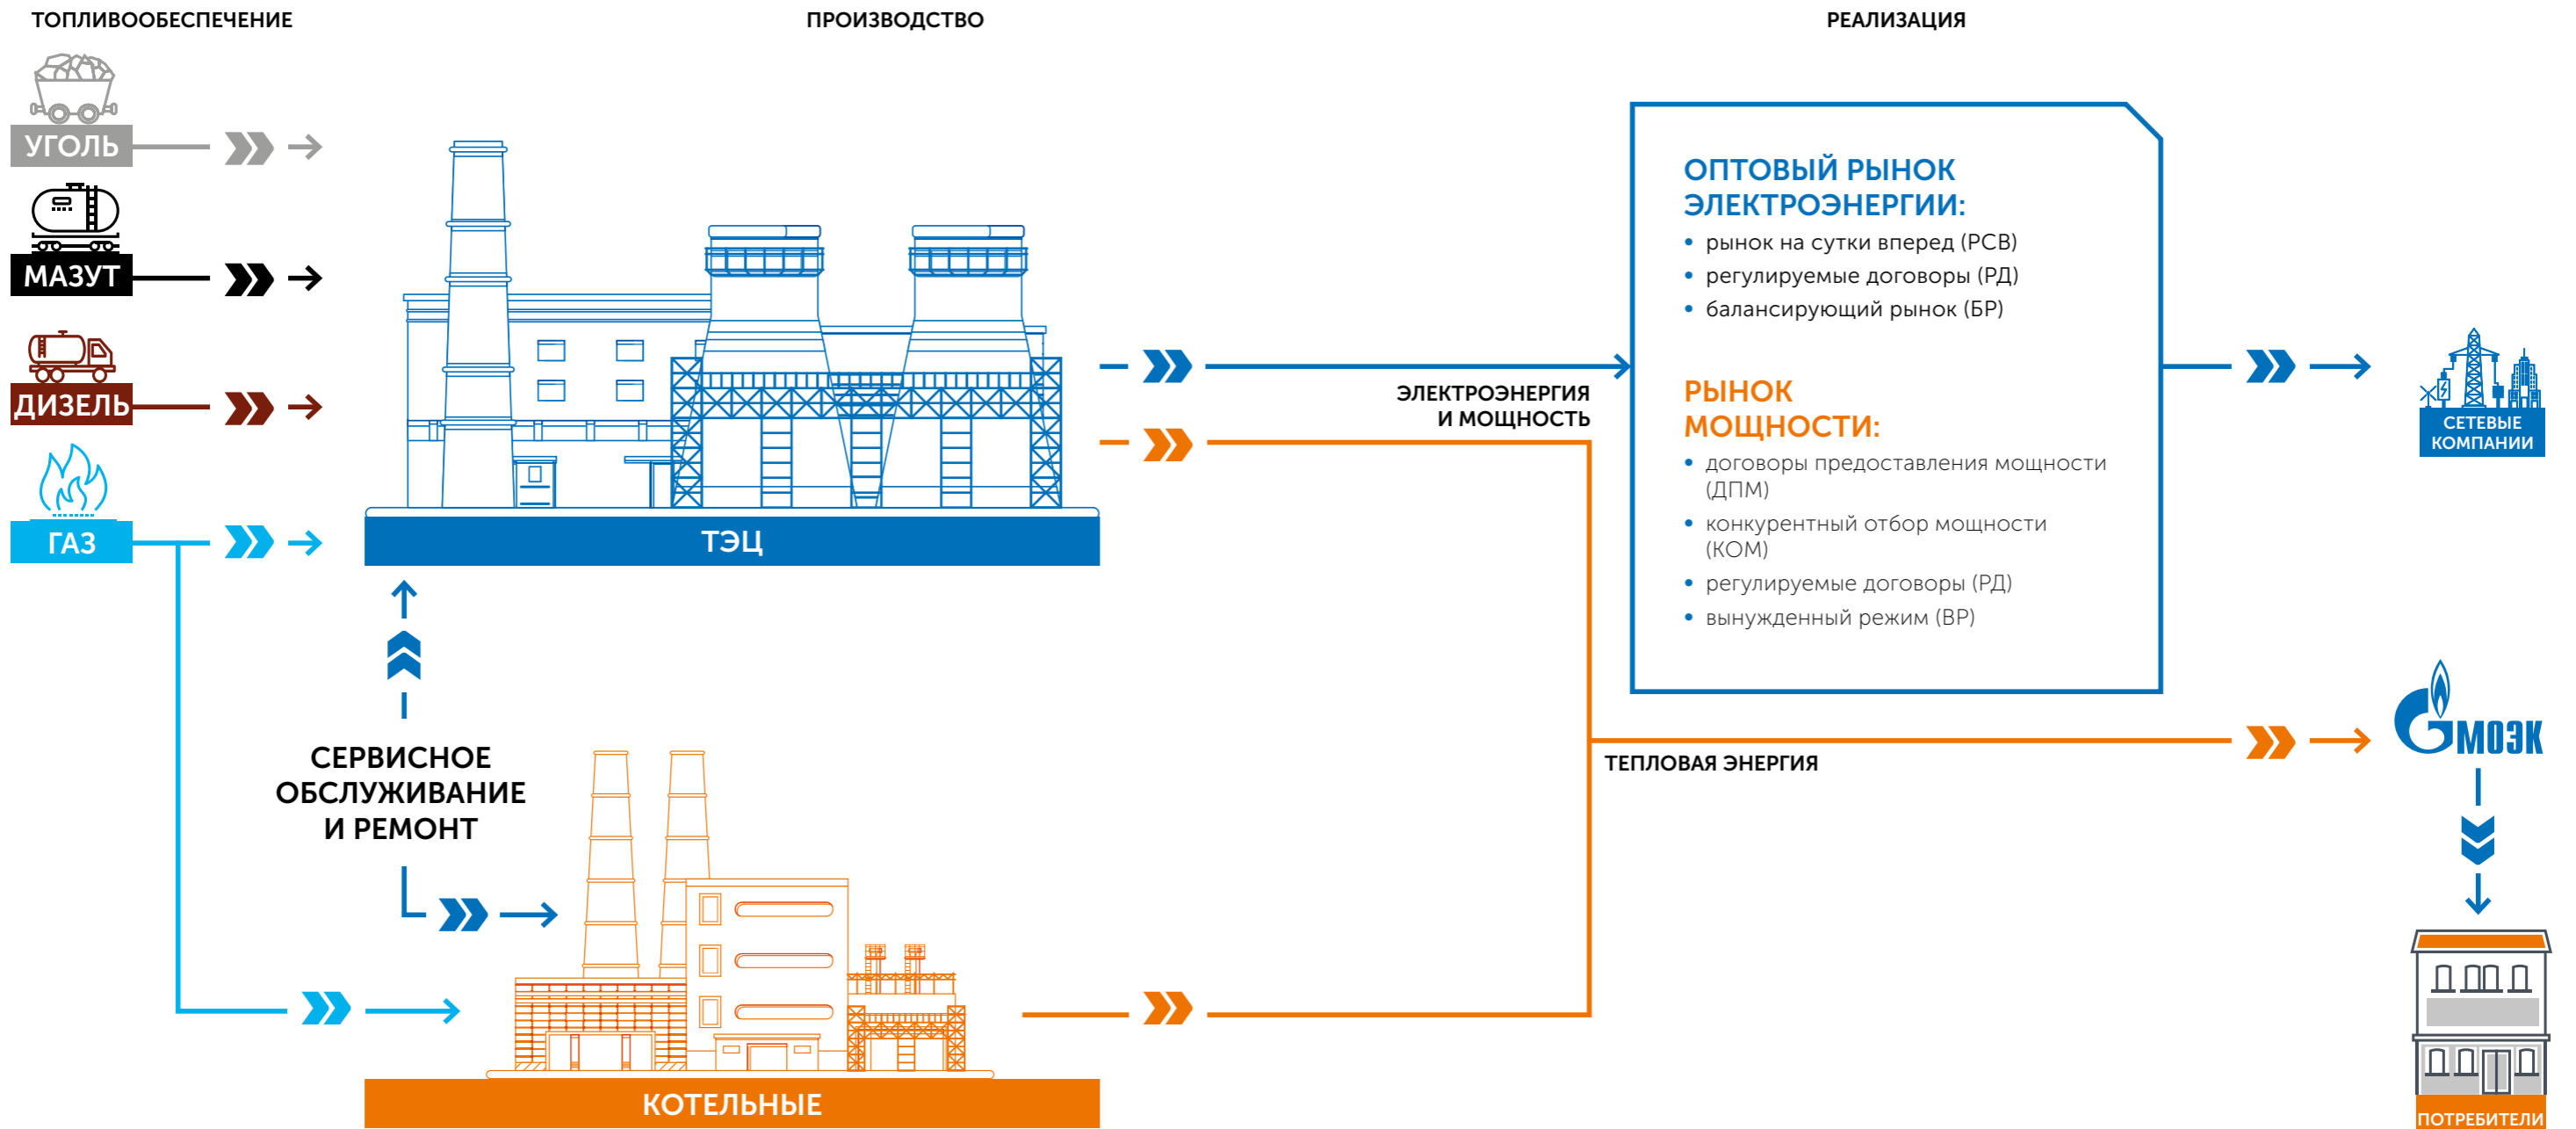 ТОПЛИВООБЕСПЕЧЕНИЕ
ПРОИЗВОДСТВО
РЕАЛИЗАЦИЯ
УГОЛЬ
МАЗУТ
ДИЗЕЛЬ
ГАЗ
ТЭЦ
СЕРВИСНОЕ
ОБСЛУЖИВАНИЕ
И РЕМОНТ
КОТЕЛЬНЫЕ
ЭЛЕКТРОЭНЕРГИЯ
И МОЩНОСТЬ
ТЕПЛОВАЯ ЭНЕРГИЯ
ОПТОВЫЙ РЫНОК
ЭЛЕКТРОЭНЕРГИИ:
• рынок на сутки вперед (РСВ)
• регулируемые договоры (РД)
• балансирующий рынок (БР)
РЫНОК
МОЩНОСТИ:
• договоры предоставления мощности
(ДПМ)
• конкурентный отбор мощности
(КОМ)
• регулируемые договоры (РД)
• вынужденный режим (ВР)
СЕТЕВЫЕ
КОМПАНИИ
МОЭК
ПОТРЕБИТЕЛИ